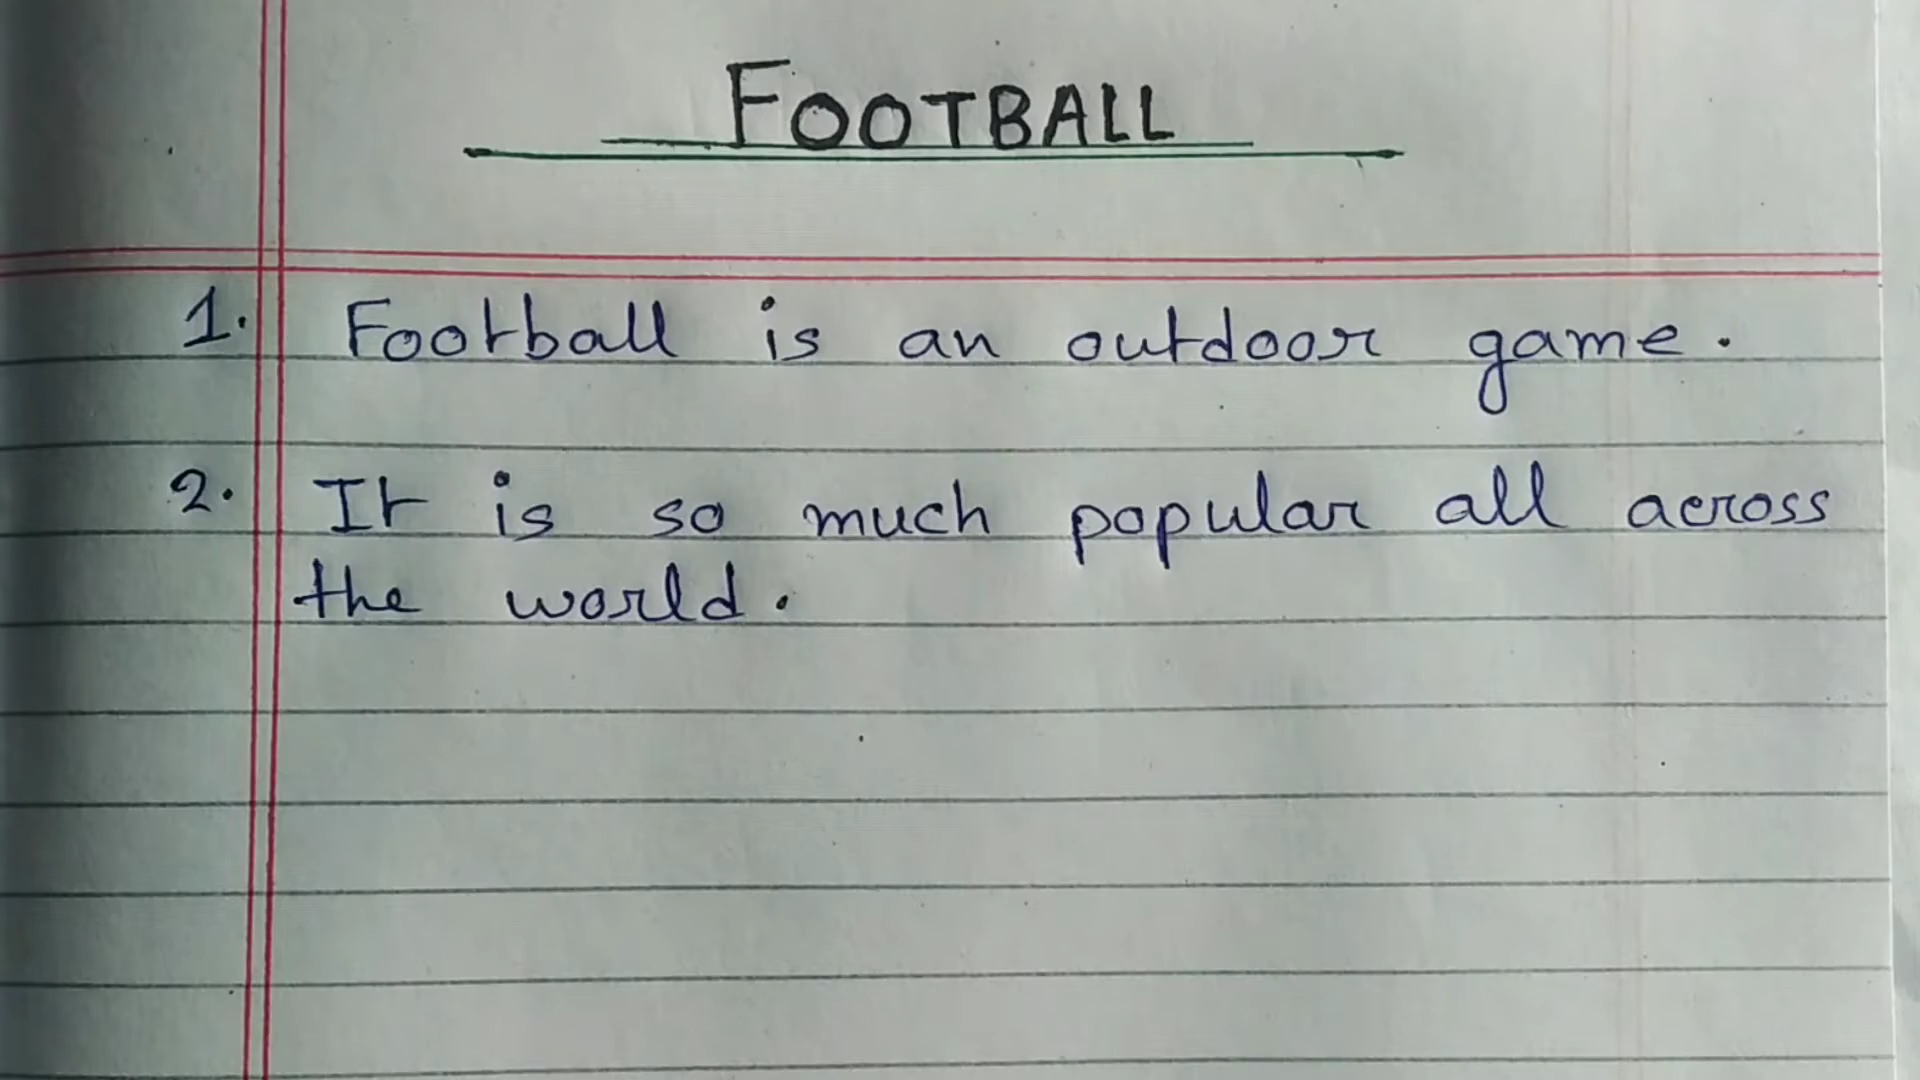 FOOTBALL
1. Football is an outdoor game.
2. It is so much popular all across
the world.